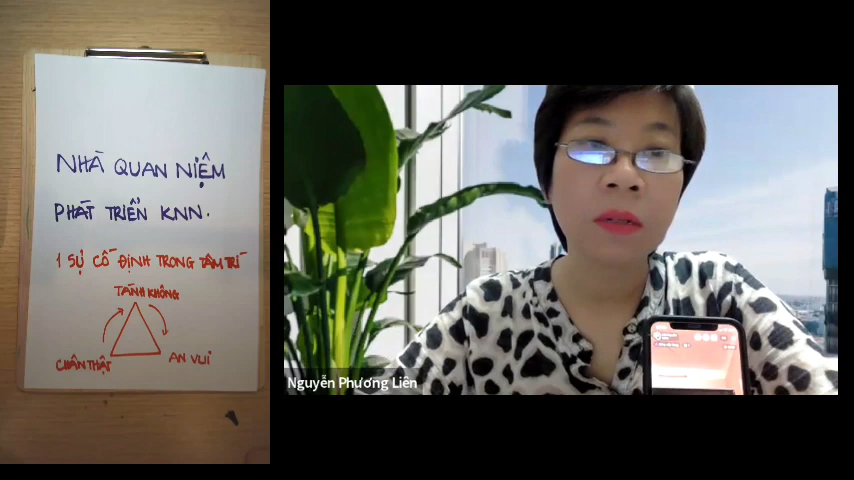 NHÀ QUAN NIỆM
PHÁT TRIỂN KNN.
1 SỰ CỐ ĐỊNH TRONG TÂM TRÍ
TÁNH KHÔNG
CHÂN THẬT
AN VUI
Nguyễn Phương Liên